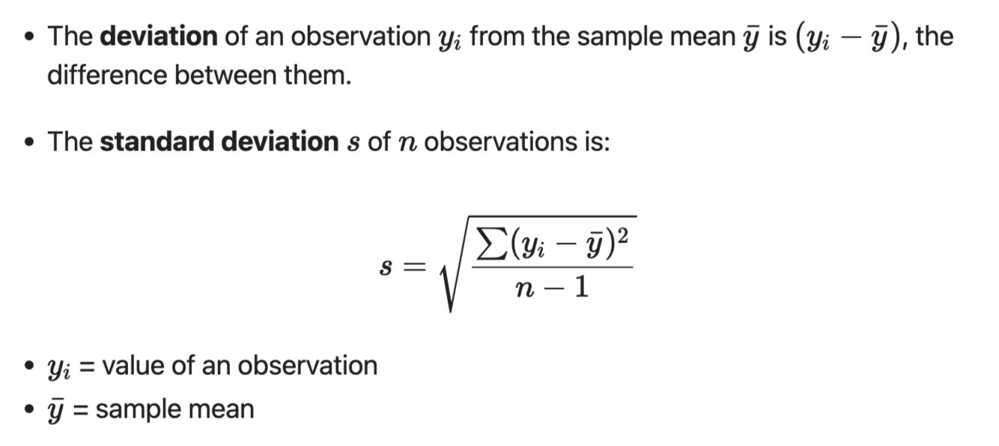 • The deviation of an observation $y_i$ from the sample mean $\bar{y}$ is $(y_i - \bar{y})$, the
difference between them.
• The standard deviation $s$ of $n$ observations is:
$s = \sqrt{\frac{\sum (y_i - \bar{y})^2}{n - 1}}$
• $y_i$ = value of an observation
• $\bar{y}$ = sample mean